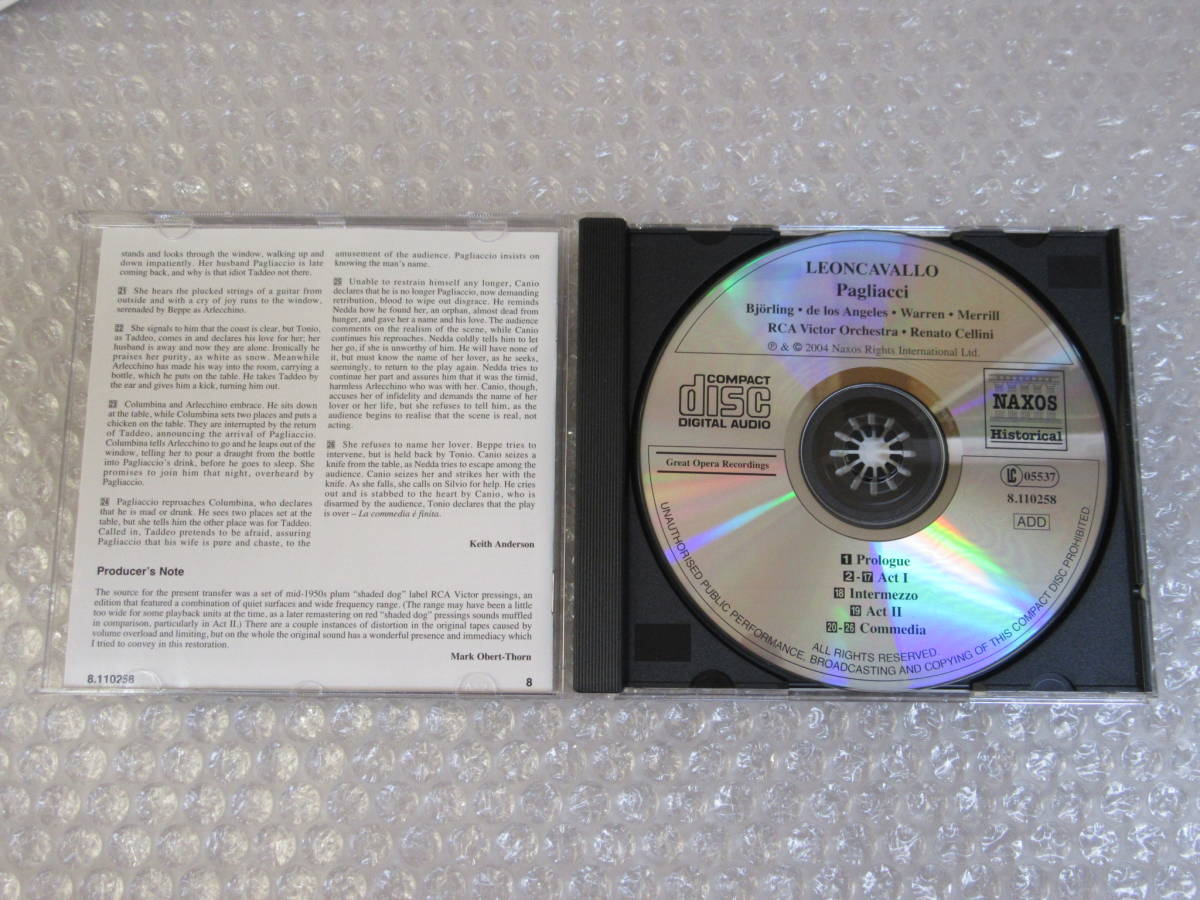 stands and looks through the window, walking up and
down impatiently. Her husband Pagliaccio is late
coming back, and why is that idiot Taddeo not there.
21 She hears the plucked strings of a guitar from
outside and with a cry of joy runs to the window,
serenaded by Beppe as Arlecchino.
22 She signals to him that the coast is clear, but Tonio,
as Taddeo, comes in and declares his love for her; her
husband is away and now they are alone. Ironically he
praises her purity, as white as snow. Meanwhile
Arlecchino has made his way into the room, carrying a
bottle, which he puts on the table. He takes Taddeo by
the ear and gives him a kick, turning him out.
23 Columbina and Arlecchino embrace. He sits down
at the table, while Columbina sets two places and puts a
chicken on the table. They are interrupted by the return
of Taddeo, announcing the arrival of Pagliaccio.
Columbina tells Arlecchino to go and he leaps out of the
window, telling her to pour a draught from the bottle
into Pagliaccio's drink, before he goes to sleep. She
promises to join him that night, overheard by
Pagliaccio.
24 Pagliaccio reproaches Columbina, who declares
that he is mad or drunk. He sees two places set at the
table, but she tells him the other place was for Taddeo.
Called in, Taddeo pretends to be afraid, assuring
Pagliaccio that his wife is pure and chaste, to the
amusement of the audience. Pagliaccio insists on
knowing the man's name.
25 Unable to restrain himself any longer, Canio
declares that he is no longer Pagliaccio, now demanding
retribution, blood to wipe out disgrace. He reminds
Nedda how he found her, an orphan, almost dead from
hunger, and gave her a name and his love. The audience
comments on the realism of the scene, while Canio
continues his reproaches. Nedda coldly tells him to let
her go, if she is unworthy of him. He will have none of
it, but must know the name of her lover, as he seeks,
seemingly, to return to the play again. Nedda tries to
continue her part and assures him that it was the timid,
harmless Arlecchino who was with her. Canio, though,
accuses her of infidelity and demands the name of her
lover or her life, but she refuses to tell him, as the
audience begins to realise that the scene is real, not
acting.
26 She refuses to name her lover. Beppe tries to
intervene, but is held back by Tonio. Canio seizes a
knife from the table, as Nedda tries to escape among the
audience. Canio seizes her and strikes her with the
knife. As she falls, she calls on Silvio for help. He cries
out and is stabbed to the heart by Canio, who is
disarmed by the audience, Tonio declares that the play
is over – La commedia é finita.
Keith Anderson
Producer's Note
The source for the present transfer was a set of mid-1950s plum "shaded dog" label RCA Victor pressings, an
edition that featured a combination of quiet surfaces and wide frequency range. (The range may have been a little
too wide for some playback units at the time, as a later remastering on red "shaded dog" pressings sounds muffled
in comparison, particularly in Act II.) There are a couple instances of distortion in the original tapes caused by
volume overload and limiting, but on the whole the original sound has a wonderful presence and immediacy which
I tried to convey in this restoration.
Mark Obert-Thorn
8.110258
8
LEONCAVALLO
Pagliacci
Björling • de los Angeles • Warren • Merrill
RCA Victor Orchestra • Renato Cellini
℗ & © 2004 Naxos Rights International Ltd.
COMPACT
disc
DIGITAL AUDIO
NAXOS
Historical
Great Opera Recordings
LC 05537
8.110258
ADD
1 Prologue
2-17 Act I
18 Intermezzo
19 Act II
20-26 Commedia
ALL RIGHTS RESERVED.
UNAUTHORISED PUBLIC PERFORMANCE, BROADCASTING AND COPYING OF THIS COMPACT DISC PROHIBITED